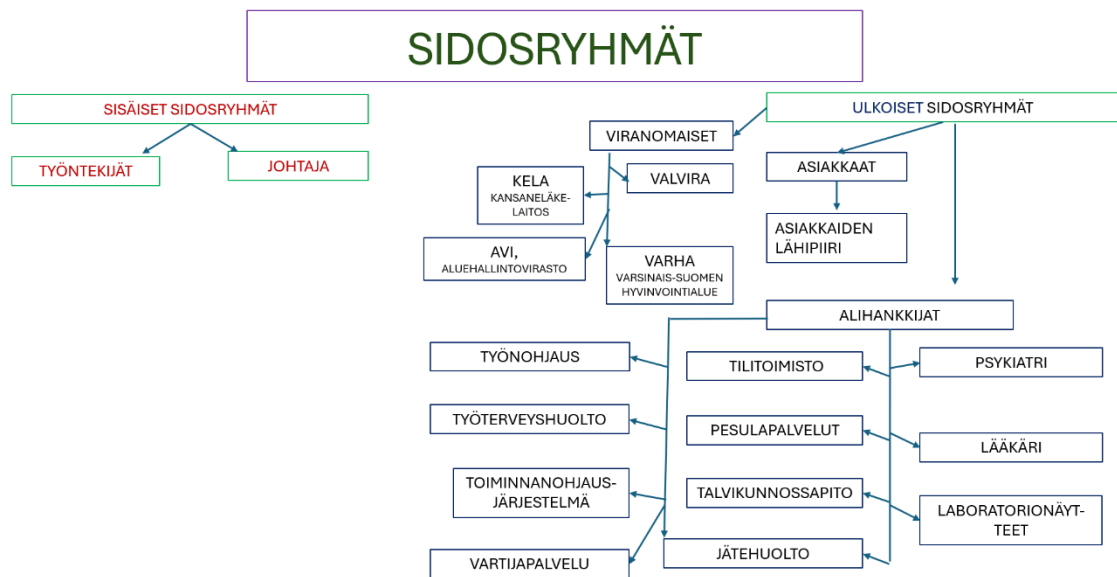 SIDOSRYHMÄT
SISÄISET SIDOSRYHMÄT
TYÖNTEKIJÄT
JOHTAJA
ULKOISET SIDOSRYHMÄT
VIRANOMAISET
VALVIRA
KELA
KANSANELÄKE-
LAITOS
AVI,
ALUEHALLINTOVIRASTO
VARHA
VARSINAIS-SUOMEN
HYVINVOINTIALUE
ASIAKKAAT
ASIAKKAIDEN
LÄHIPIIRI
ALIHANKKIJAT
TYÖNOHJAUS
TYÖTERVEYSHUOLTO
TOIMINNANOHJAUS-
JÄRJESTELMÄ
VARTIJAPALVELU
TILITOIMISTO
PESULAPALVELUT
TALVIKUNNOSSAPITO
JÄTEHUOLTO
PSYKIATRI
LÄÄKÄRI
LABORATORIONÄYT-
TEET